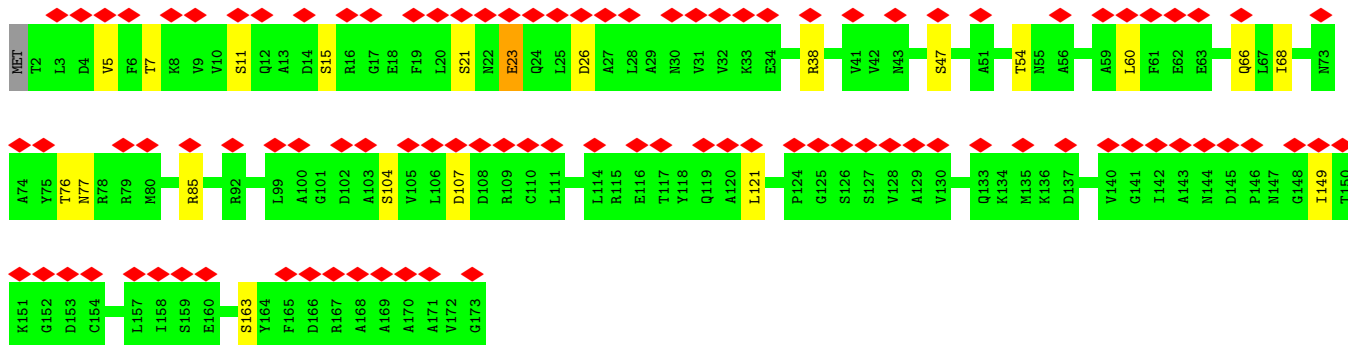 MET T2 L3 D4 V5 F6 T7 K8 V9 V10 S11 Q12 A13 D14 S15 R16 G17 E18 F19 L20 S21 N22 E23 Q24 L25 D26 A27 L28 A29 N30 V31 V32 K33 E34 R38 V41 V42 N43 S47 A51 T54 N55 A56 A59 L60 F61 E62 E63 Q66 L67 I68 N73
A74 Y75 T76 N77 R78 R79 M80 R85 R92 L99 A100 G101 D102 A103 S104 V105 L106 D107 D108 R109 C110 L111 L114 R115 E116 T117 Y118 Q119 A120 L121 P124 G125 S126 S127 V128 A129 V130 Q133 K134 M135 K136 D137 V140 G141 I142 A143 N144 D145 P146 N147 G148 I149 T150
K151 G152 D153 C154 L157 I158 S159 E160 S163 Y164 F165 D166 R167 A168 A169 A170 A171 V172 G173